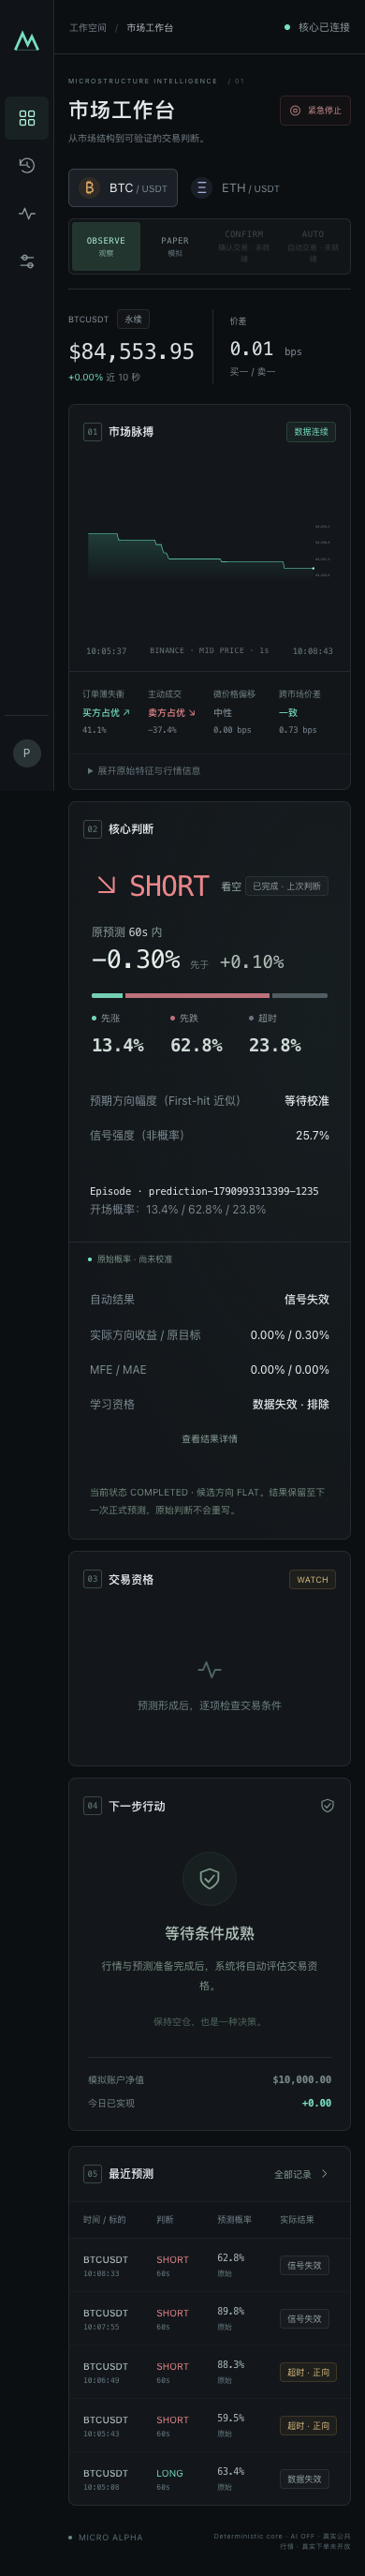 工作空间 / 市场工作台
核心已连接
MICROSTRUCTURE INTELLIGENCE / 01
市场工作台
紧急停止
从市场结构到可验证的交易判断。
BTC / USDT
ETH / USDT
OBSERVE
观察
PAPER
模拟
CONFIRM
AUTO
BTCUSDT 永续
$84,553.95
+0.00% 近 10 秒
价差
0.01 bps
买一 / 卖一
01 市场脉搏
数据连续
10:05:37
BINANCE · MID PRICE · 1s
10:08:43
订单簿失衡
主动成交
微价格偏移
跨市场价差
买方占优 ↗
卖方占优 ↘
中性
一致
41.1%
−37.4%
0.00 bps
0.73 bps
▶ 展开原始特征与行情信息
P
02 核心判断
SHORT 看空
已完成 · 上次判断
原预测 60s 内
−0.30% 先于 +0.10%
先涨
先跌
超时
13.4%
62.8%
23.8%
预期方向幅度（First-hit 近似）
等待校准
信号强度（非概率）
25.7%
Episode · prediction−1790993313399−1235
开场概率: 13.4% / 62.8% / 23.8%
原始概率 · 尚未校准
自动结果
信号失效
实际方向收益 / 原目标
0.00% / 0.30%
MFE / MAE
0.00% / 0.00%
学习资格
数据失效 · 排除
查看结果详情
当前状态 COMPLETED · 候选方向 FLAT。结果保留至下
一次正式预测，原始判断不会重写。
03 交易资格
WATCH
预测形成后，逐项检查交易条件
04 下一步行动
等待条件成熟
行情与预测准备完成后，系统将自动评估交易资
格。
保持空仓，也是一种决策。
模拟账户净值
$10,000.00
今日已实现
+0.00
05 最近预测
全部记录
时间 / 标的
判断
预测概率
实际结果
BTCUSDT SHORT 62.8% 信号失效
10:08:33 60s 原始
BTCUSDT SHORT 89.8% 信号失效
10:07:55 60s 原始
BTCUSDT SHORT 88.3% 超时 · 正向
10:06:49 60s 原始
BTCUSDT SHORT 59.5% 超时 · 正向
10:05:43 60s 原始
BTCUSDT LONG 63.4% 数据失效
10:05:08 60s 原始
MICRO ALPHA
Deterministic core · AI OFF · 真实公共
行情 · 真实下单未开放